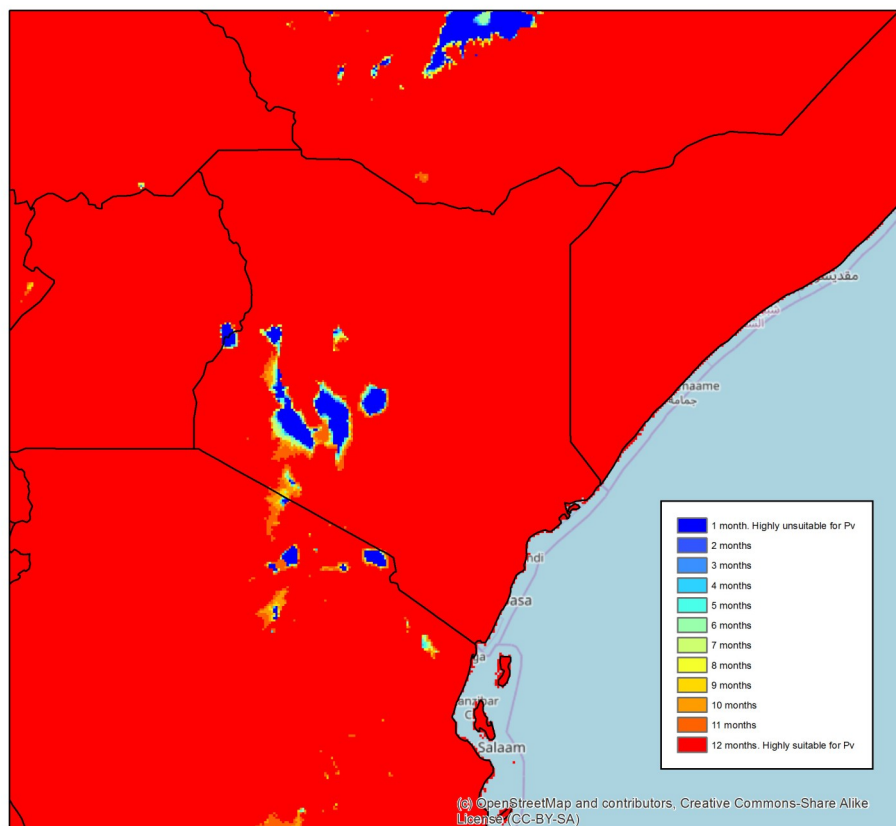 مقديشو
naame
جمامة
asa
Salaam
1 month. Highly unsuitable for Pv
2 months
3 months
4 months
5 months
6 months
7 months
8 months
9 months
10 months
11 months
12 months. Highly suitable for Pv
(c) OpenStreetMap and contributors, Creative Commons-Share Alike
License (CC-BY-SA)